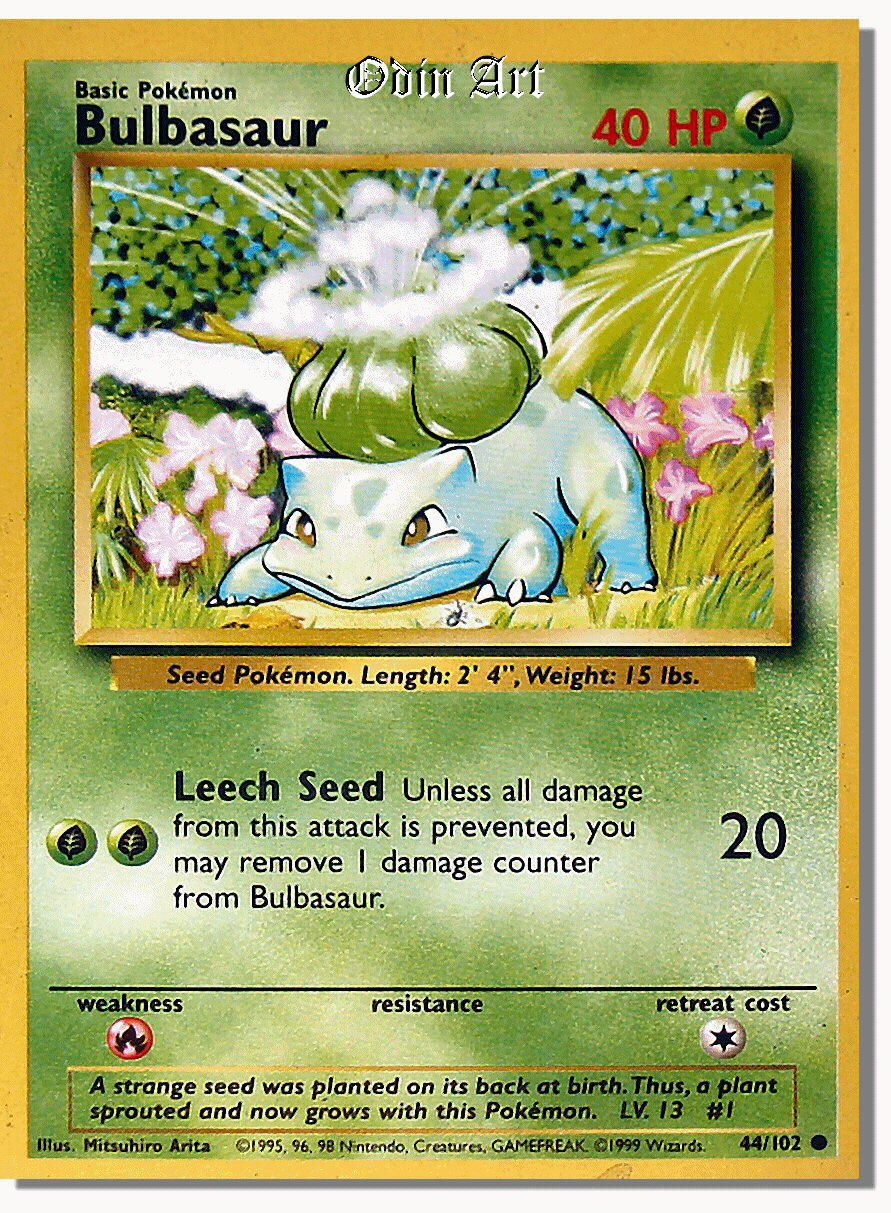 Odin Art
Basic Pokémon
Bulbasaur
40 HP
Seed Pokémon. Length: 2' 4", Weight: 15 lbs.
Leech Seed Unless all damage
from this attack is prevented, you
may remove 1 damage counter
from Bulbasaur.
20
weakness resistance retreat cost
A strange seed was planted on its back at birth. Thus, a plant
sprouted and now grows with this Pokémon. LV. 13 #1
Illus. Mitsuhiro Arita ©1995, 96, 98 Nintendo, Creatures, GAMEFREAK. ©1999 Wizards. 44/102